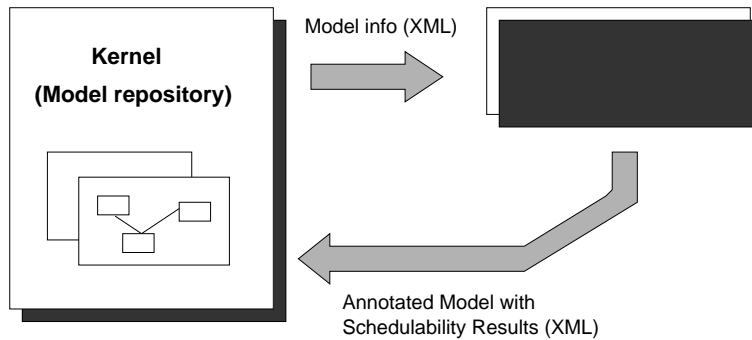 Kernel
(Model repository)
Model info (XML)
Annotated Model with
Schedulability Results (XML)